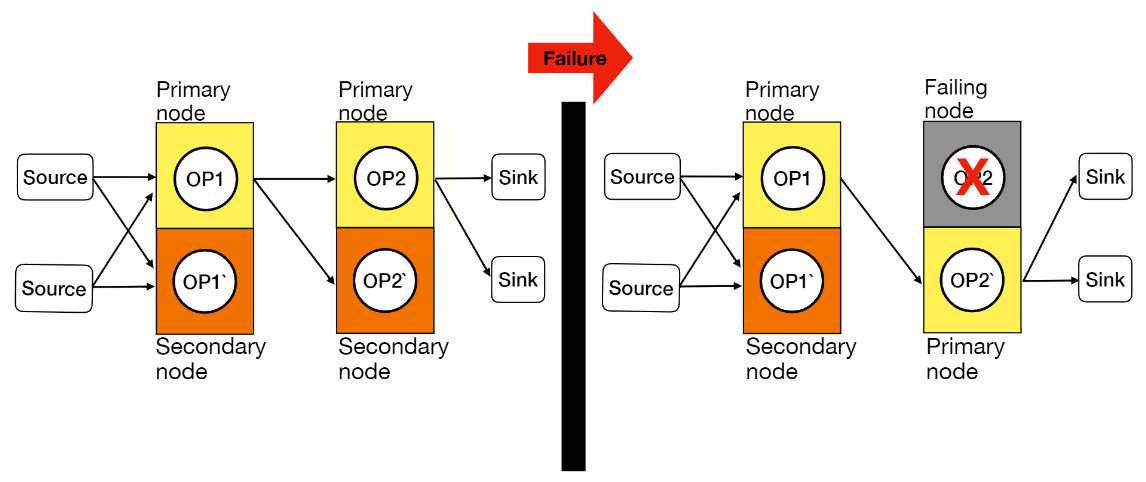 Failure
Primary
node
Primary
node
Source
OP1
OP2
Sink
Source
OP1`
OP2`
Sink
Secondary
node
Secondary
node
Primary
node
Failing
node
Source
OP1
OP2
X
Sink
Source
OP1`
OP2`
Sink
Secondary
node
Primary
node